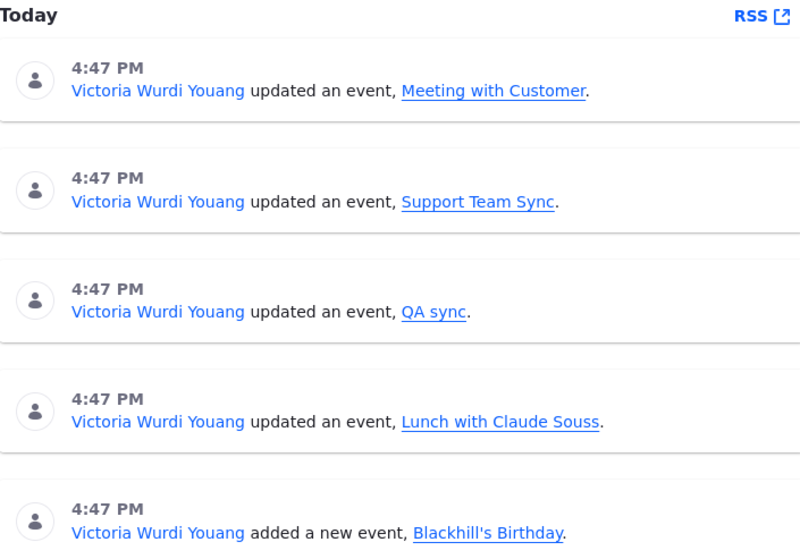 Today
RSS
4:47 PM
Victoria Wurdi Youang updated an event, Meeting with Customer.
4:47 PM
Victoria Wurdi Youang updated an event, Support Team Sync.
4:47 PM
Victoria Wurdi Youang updated an event, QA sync.
4:47 PM
Victoria Wurdi Youang updated an event, Lunch with Claude Souss.
4:47 PM
Victoria Wurdi Youang added a new event, Blackhill's Birthday.